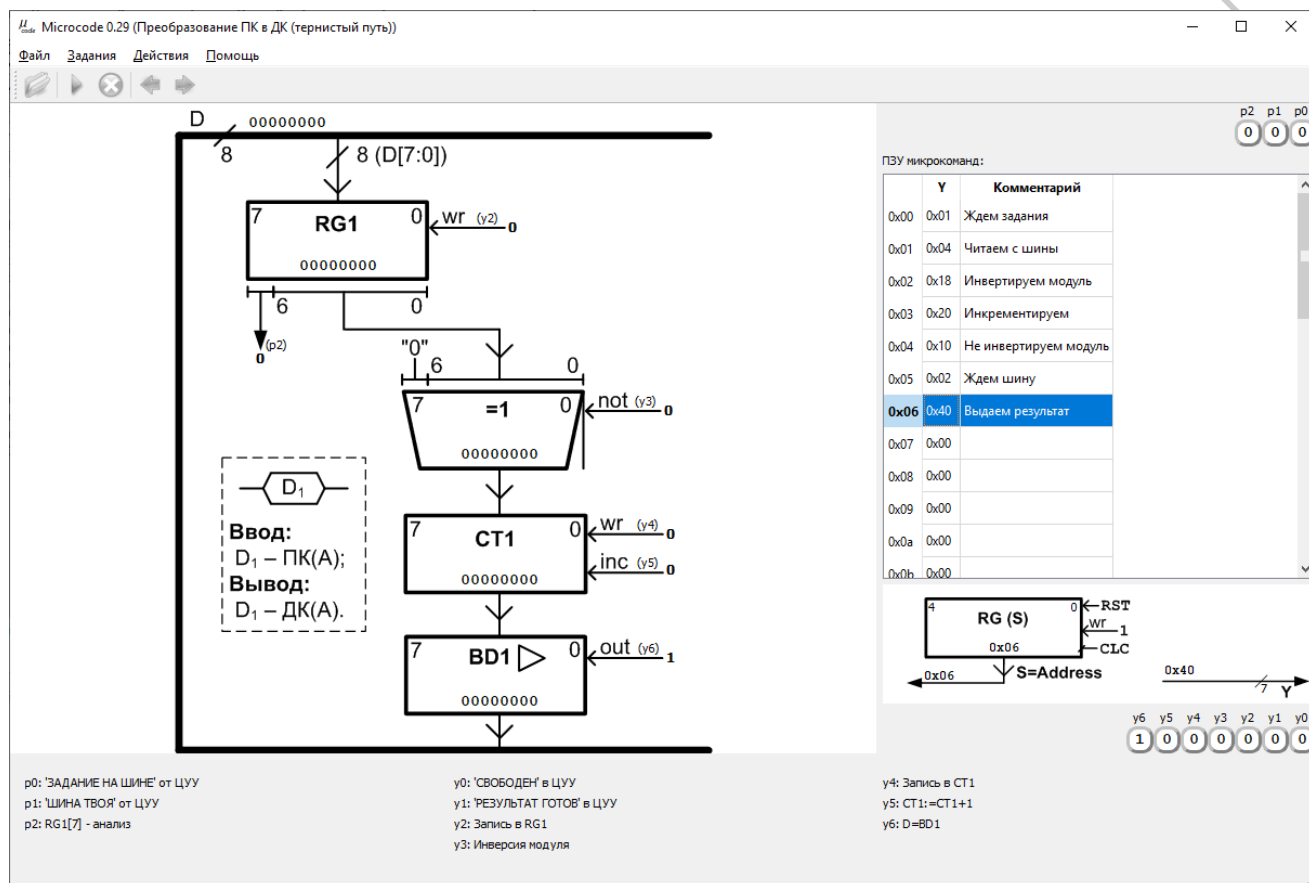 μcode Microcode 0.29 (Преобразование ПК в ДК (тернистый путь))
Файл Задания Действия Помощь
D 00000000
8
8 (D[7:0])
7 RG1 0
00000000
wr (y2) 0
6 0
(p2)
0
"0"
6 0
7 =1 0
00000000
not (y3) 0
D₁
Ввод:
D₁ – ПК(A);
Вывод:
D₁ – ДК(A).
7 CT1 0
00000000
wr (y4) 0
inc (y5) 0
7 BD1 0
00000000
out (y6) 1
p2 p1 p0
0 0 0
ПЗУ микрокоманд:
Y Комментарий
0x00 0x01 Ждем задания
0x01 0x04 Читаем с шины
0x02 0x18 Инвертируем модуль
0x03 0x20 Инкрементируем
0x04 0x10 Не инвертируем модуль
0x05 0x02 Ждем шину
0x06 0x40 Выдаем результат
0x07 0x00
0x08 0x00
0x09 0x00
0x0a 0x00
0x0b 0x00
4 RG (S) 0
0x06
RST
wr 1
CLC
0x06 S=Address
0x40
7 Y
y6 y5 y4 y3 y2 y1 y0
1 0 0 0 0 0 0
p0: 'ЗАДАНИЕ НА ШИНЕ' от ЦУУ
p1: 'ШИНА ТВОЯ' от ЦУУ
p2: RG1[7] - анализ
y0: 'СВОБОДЕН' в ЦУУ
y1: 'РЕЗУЛЬТАТ ГОТОВ' в ЦУУ
y2: Запись в RG1
y3: Инверсия модуля
y4: Запись в CT1
y5: CT1:=CT1+1
y6: D=BD1